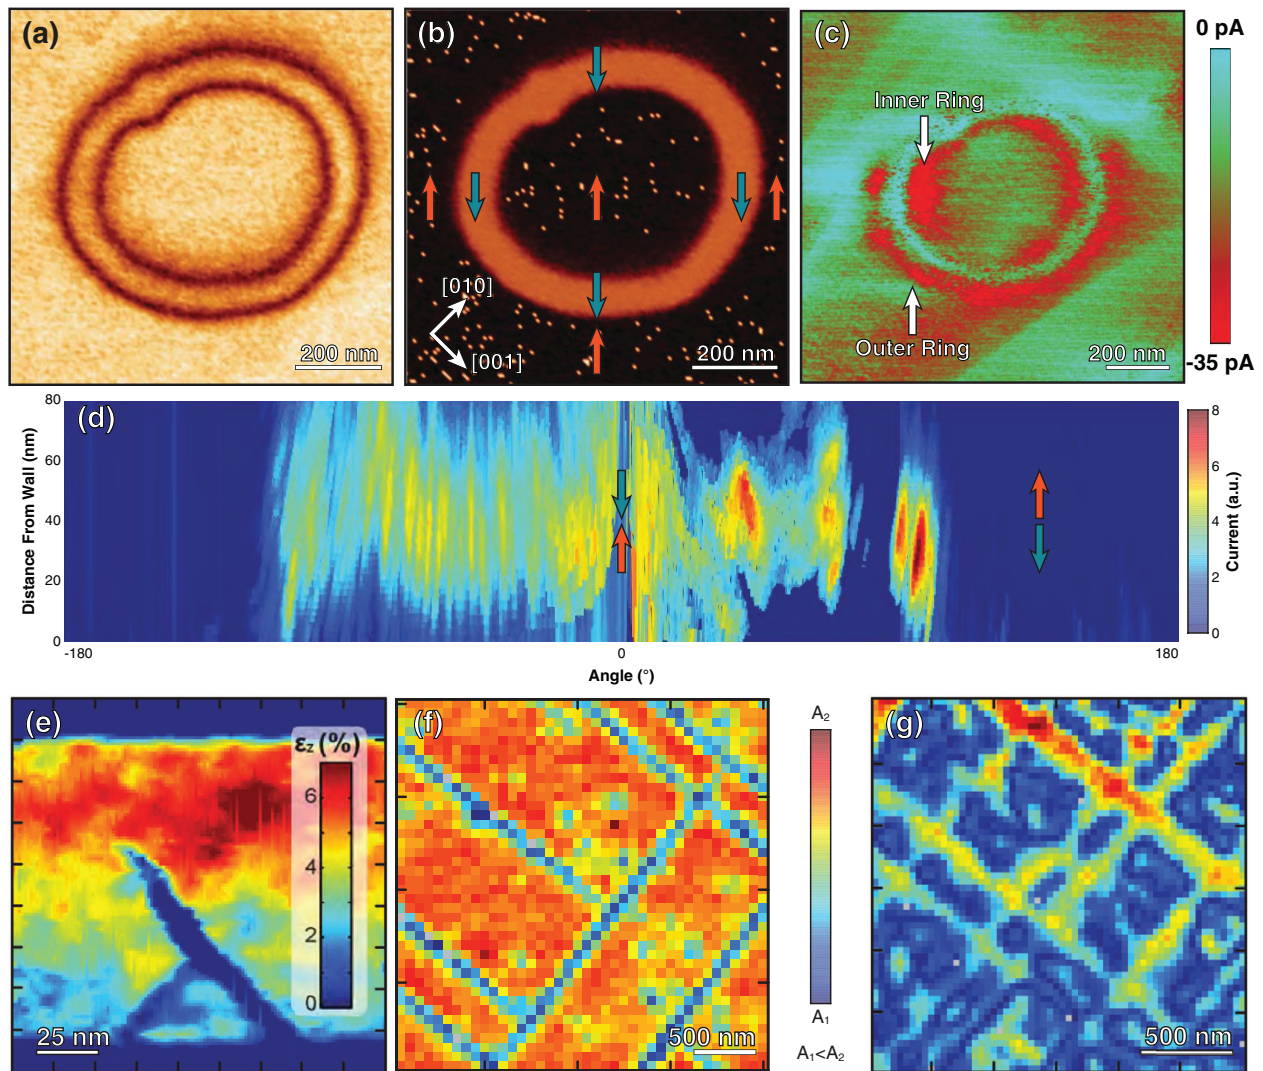 (a)
200 nm
(b)
[010]
[001]
200 nm
(c)
Inner Ring
Outer Ring
200 nm
0 pA
-35 pA
(d)
Distance From Wall (nm)
80
60
40
20
0
-180
0
180
Angle (°)
8
6
4
2
0
Current (a.u.)
(e)
εz (%)
6
4
2
0
25 nm
(f)
500 nm
A₂
A₁
A₁<A₂
(g)
500 nm